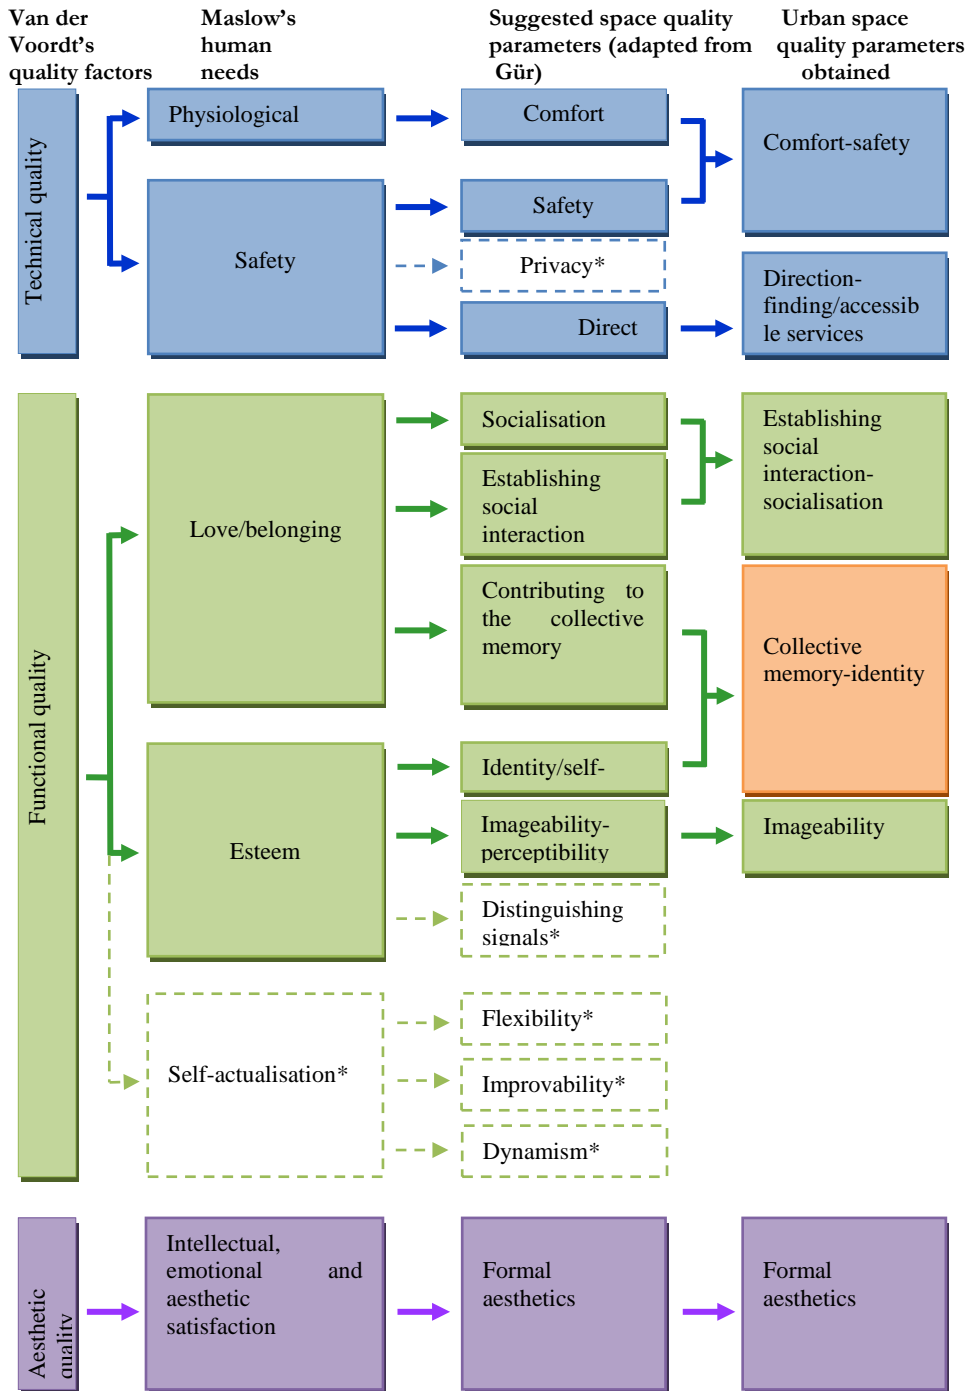 Van der
Voordt's
quality factors
Maslow's
human
needs
Suggested space quality
parameters (adapted from
Gür)
Urban space
quality parameters
obtained
Technical quality
Physiological
Comfort
Comfort-safety
Safety
Safety
Privacy*
Direct
Direction-
finding/accessib
le services
Functional quality
Love/belonging
Socialisation
Establishing
social
interaction
Contributing to
the collective
memory
Establishing
social
interaction-
socialisation
Collective
memory-identity
Esteem
Identity/self-
Imageability-
perceptibility
Imageability
Distinguishing
signals*
Self-actualisation*
Flexibility*
Improvability*
Dynamism*
Aesthetic
quality
Intellectual,
emotional and
aesthetic
satisfaction
Formal
aesthetics
Formal
aesthetics